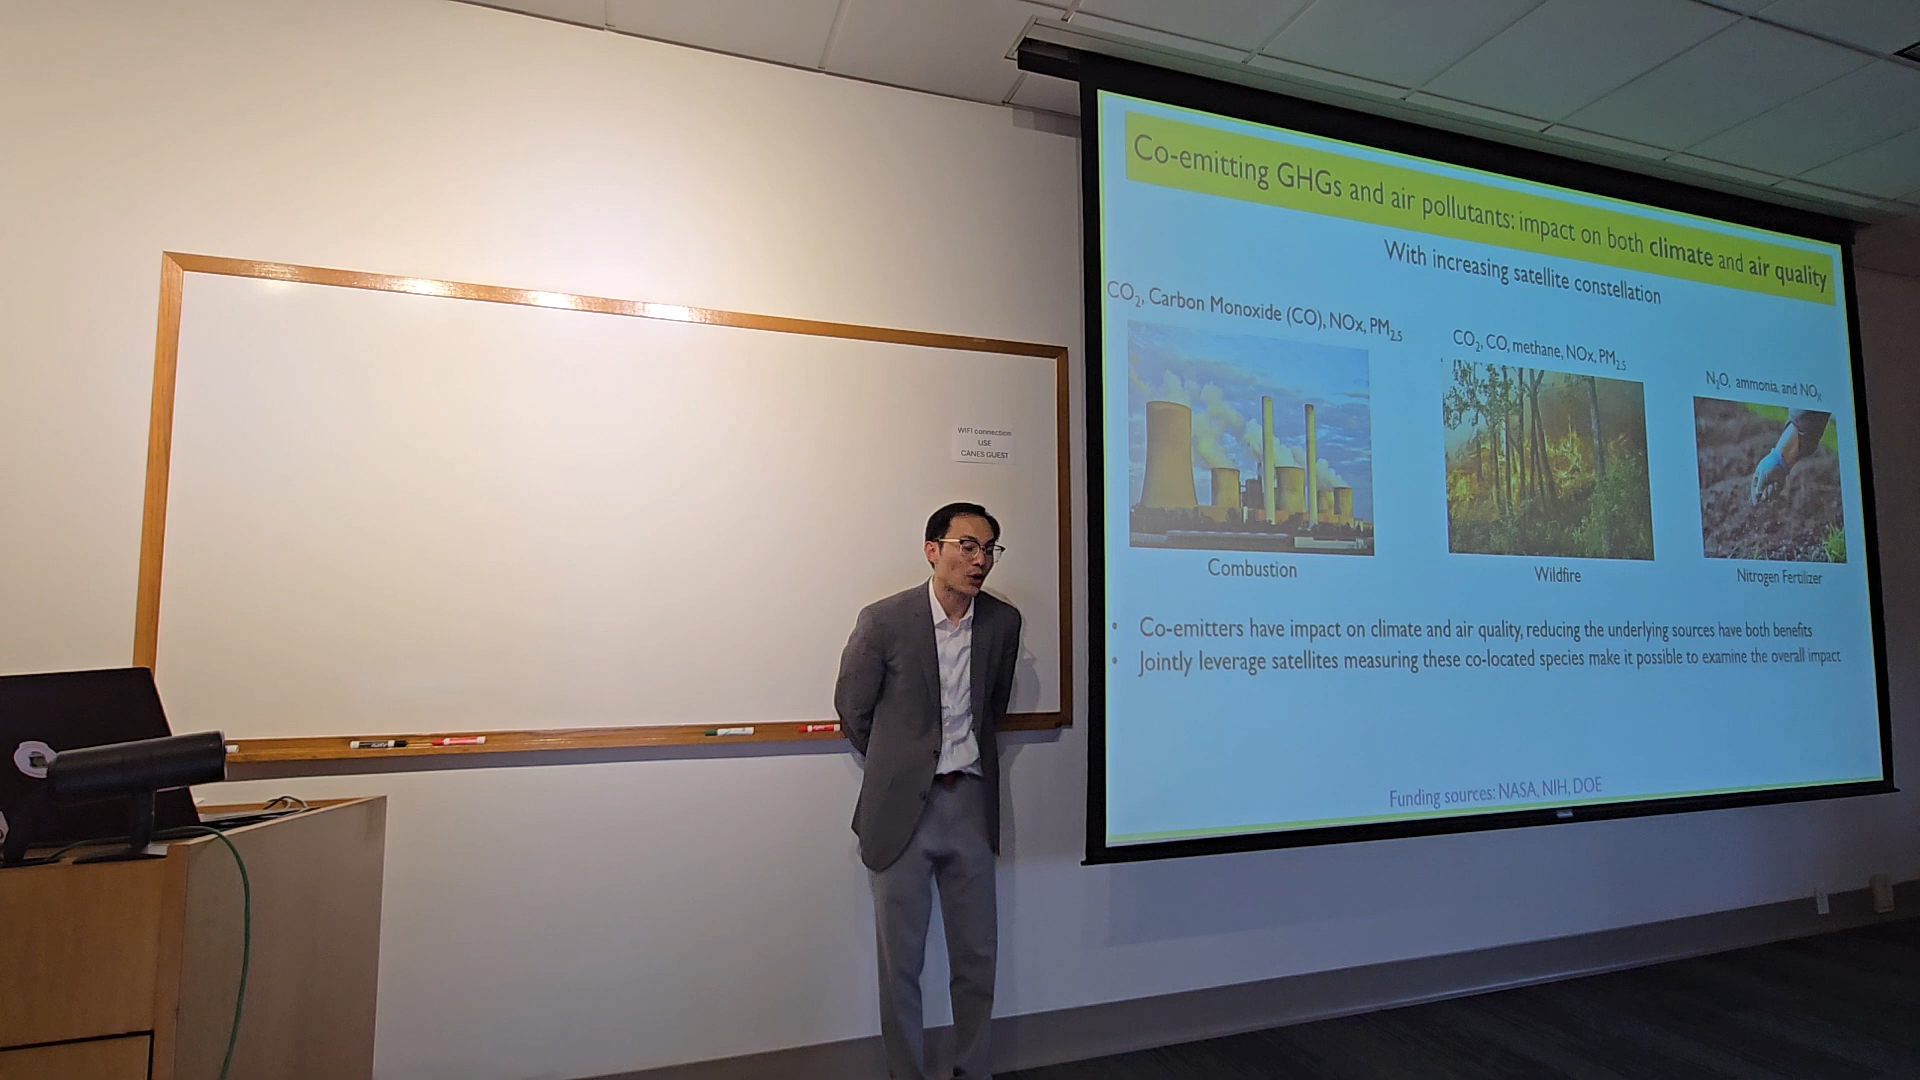 WIFI connection
USE
CANES GUEST
Co-emitting GHGs and air pollutants: impact on both climate and air quality
With increasing satellite constellation
CO₂, Carbon Monoxide (CO), NOx, PM₂.₅
CO₂, CO, methane, NOx, PM₂.₅
N₂O, ammonia, and NOₓ
Combustion
Wildfire
Nitrogen Fertilizer
• Co-emitters have impact on climate and air quality, reducing the underlying sources have both benefits
• Jointly leverage satellites measuring these co-located species make it possible to examine the overall impact
Funding sources: NASA, NIH, DOE